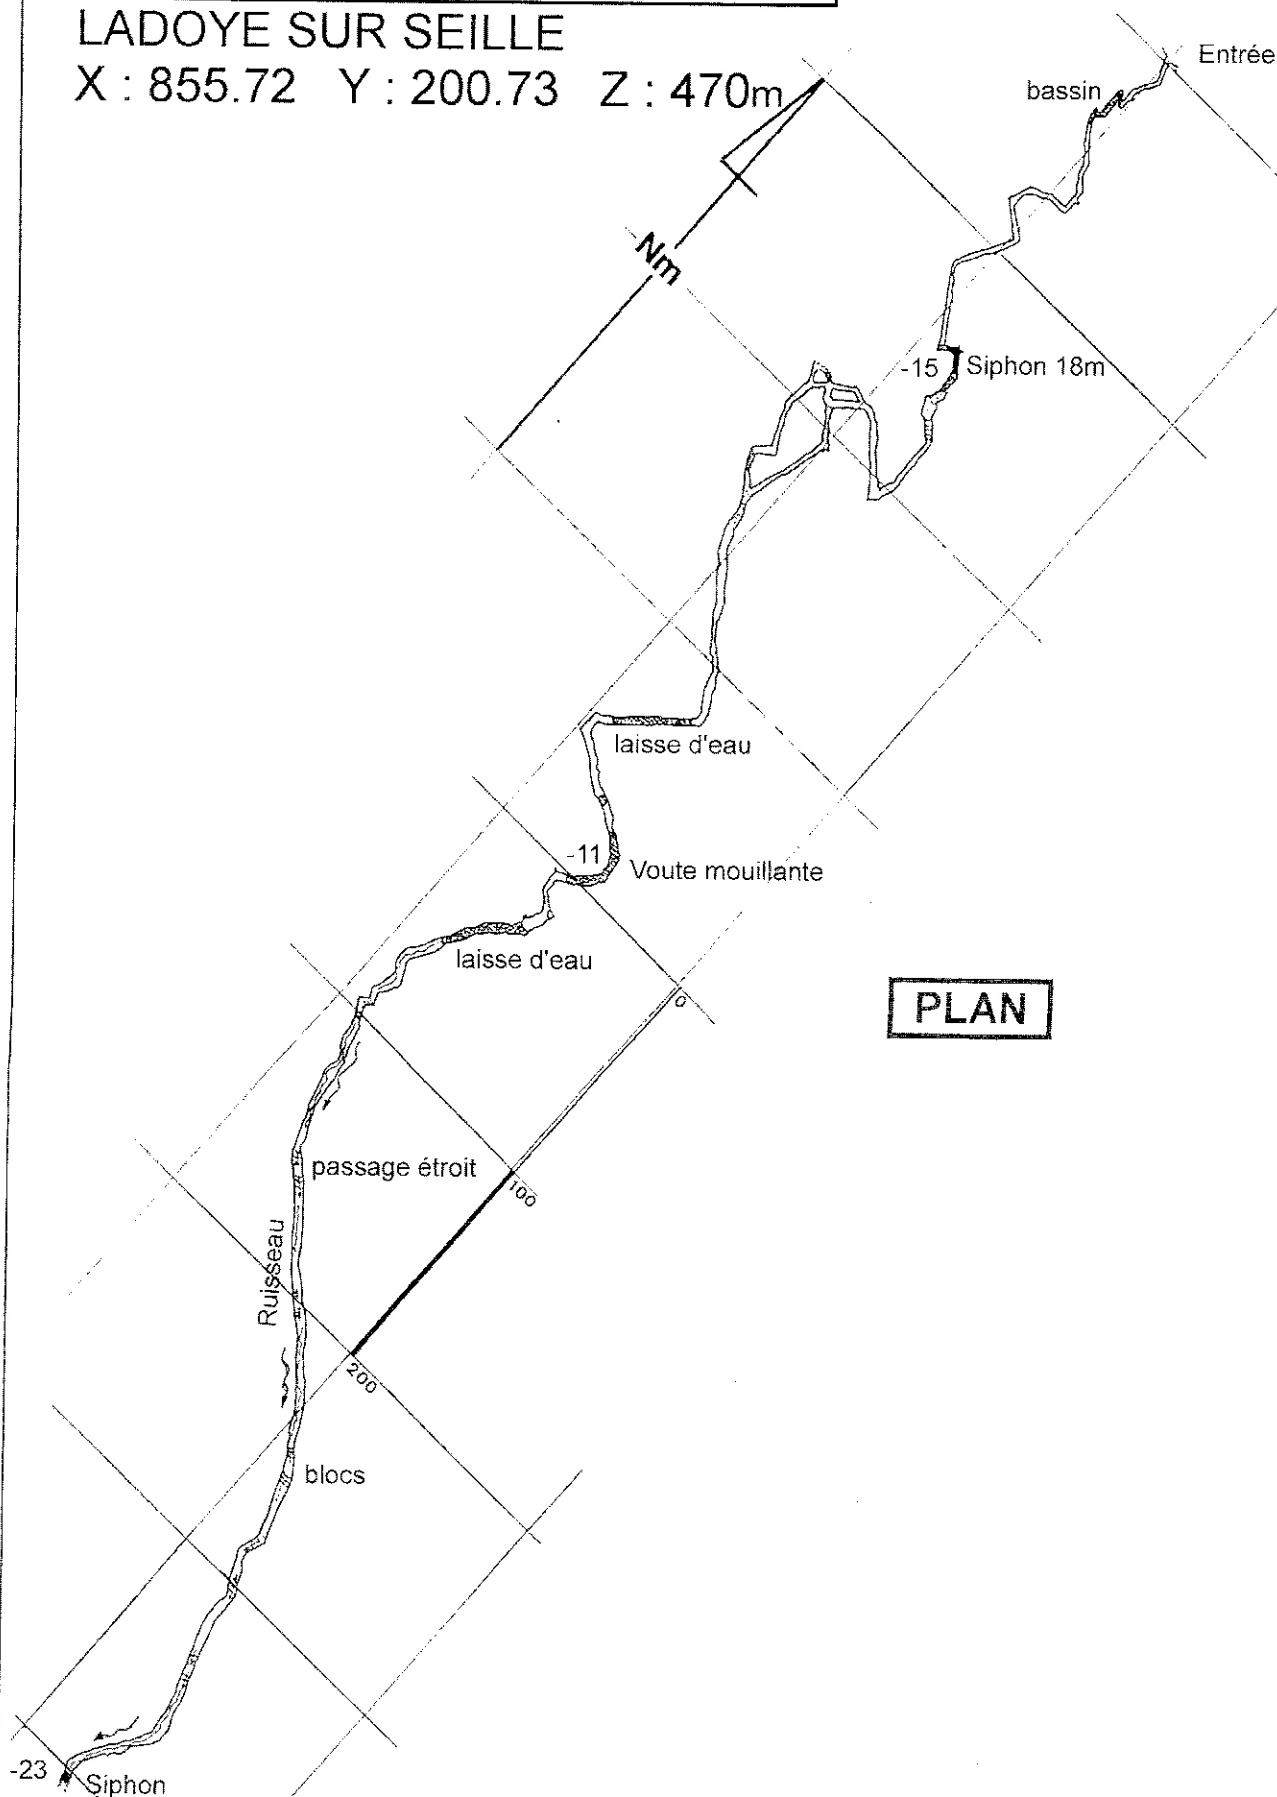 LADOYE SUR SEILLE
X : 855.72 Y : 200.73 Z : 470m
Entrée
bassin
Nm
-15 Siphon 18m
laisse d'eau
-11
Voute mouillante
laisse d'eau
0
PLAN
passage étroit
100
Ruisseau
200
blocs
-23
Siphon